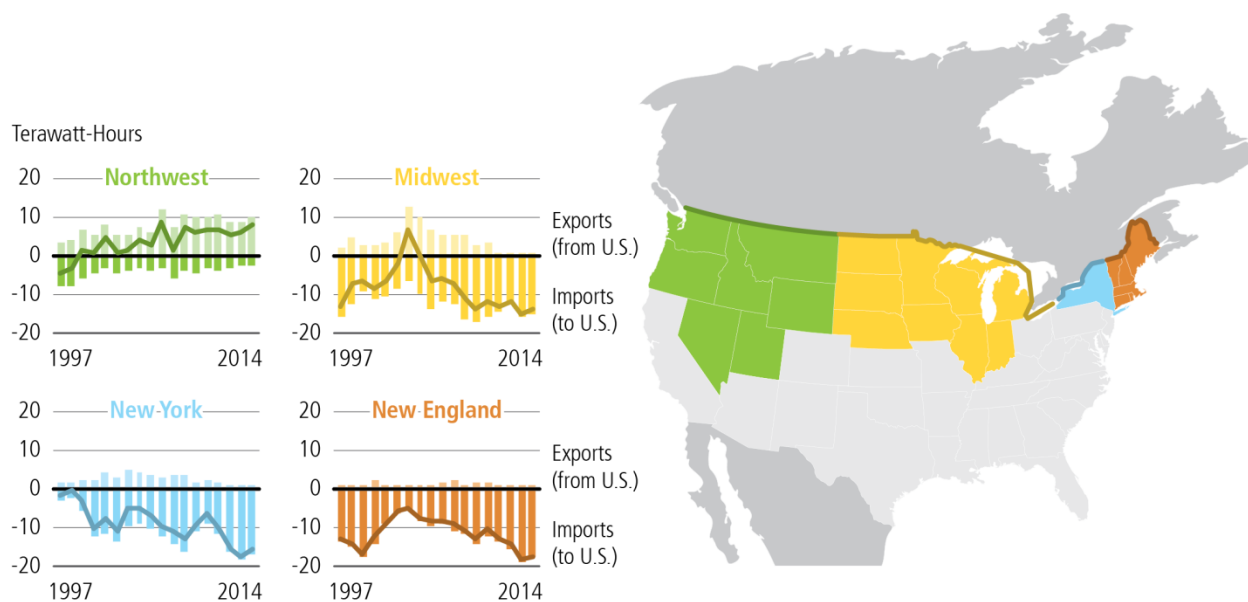 Terawatt-Hours
Northwest
20
10
0
-10
-20
1997
2014
Midwest
20
10
0
-10
-20
1997
2014
Exports
(from U.S.)
Imports
(to U.S.)
New York
20
10
0
-10
-20
1997
2014
New England
20
10
0
-10
-20
1997
2014
Exports
(from U.S.)
Imports
(to U.S.)